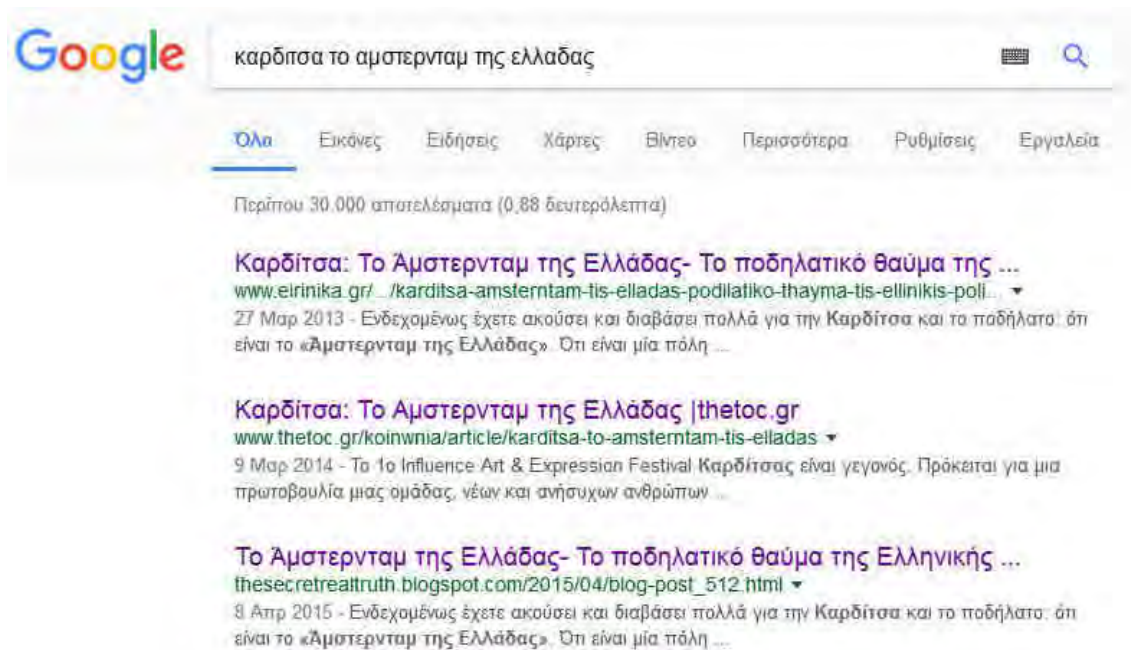 Google
καρδιτσα το αμστερνταμ της ελλαδας
Όλα Εικόνες Ειδήσεις Χάρτες Βίντεο Περισσότερα Ρυθμίσεις Εργαλεία
Περίπου 30.000 αποτελέσματα (0,88 δευτερόλεπτα)
Καρδίτσα: Το Άμστερνταμ της Ελλάδας- Το ποδηλατικό θαύμα της ...
www.eirinika.gr/.../karditsa-amsterntam-tis-elladas-podilatiko-thayma-tis-ellinikis-poli...
27 Μαρ 2013 - Ενδεχομένως έχετε ακούσει και διαβάσει πολλά για την Καρδίτσα και το ποδήλατο: ότι
είναι το «Άμστερνταμ της Ελλάδας». Ότι είναι μία πόλη ...
Καρδίτσα: Το Αμστερνταμ της Ελλάδας |thetoc.gr
www.thetoc.gr/koinwnia/article/karditsa-to-amsterntam-tis-elladas
9 Μαρ 2014 - Το 1ο Influence Art & Expression Festival Καρδίτσας είναι γεγονός. Πρόκειται για μια
πρωτοβουλία μιας ομάδας, νέων και ανήσυχων ανθρώπων ...
Το Άμστερνταμ της Ελλάδας- Το ποδηλατικό θαύμα της Ελληνικής ...
thesecretrealtruth.blogspot.com/2015/04/blog-post_512.html
8 Απρ 2015 - Ενδεχομένως έχετε ακούσει και διαβάσει πολλά για την Καρδίτσα και το ποδήλατο: ότι
είναι το «Άμστερνταμ της Ελλάδας». Ότι είναι μία πόλη ...